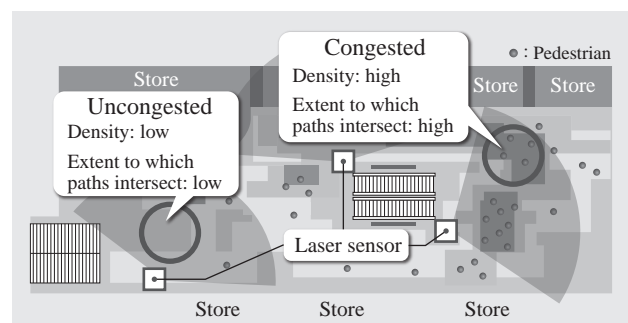 Congested
Density: high
Extent to which
paths intersect: high
: Pedestrian
Store
Store
Store
Uncongested
Density: low
Extent to which
paths intersect: low
Laser sensor
Store
Store
Store